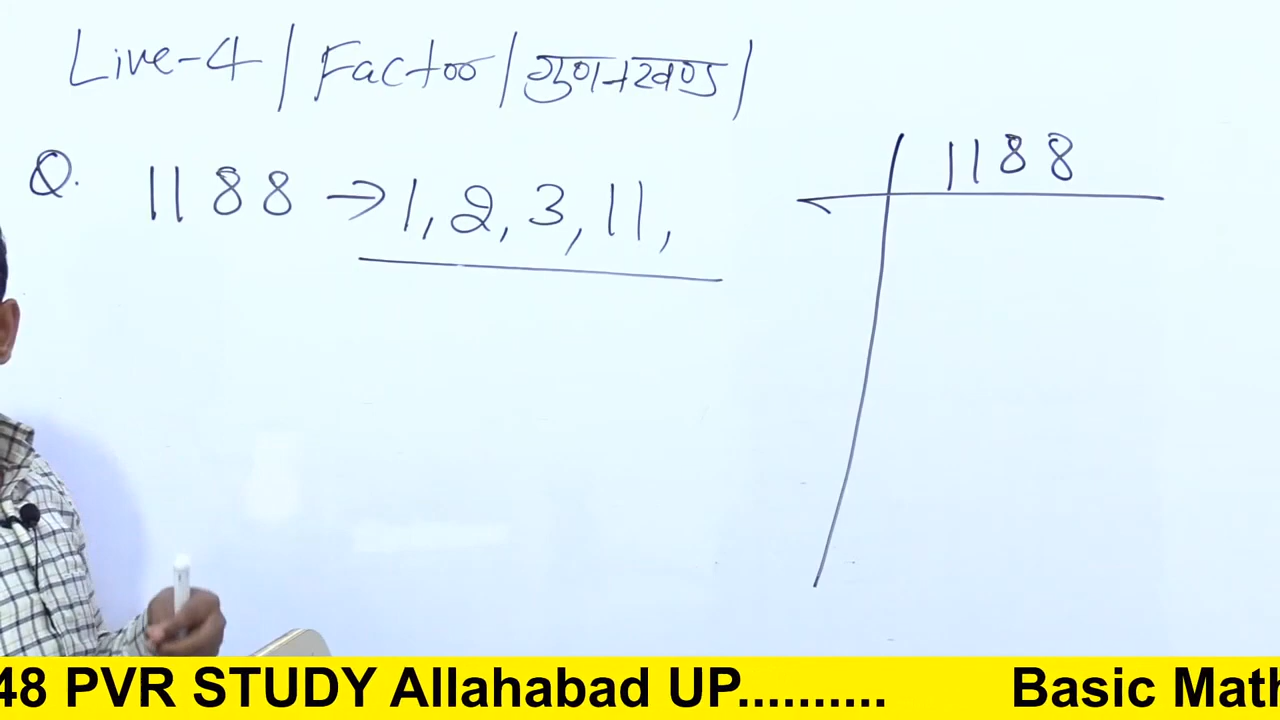 Live-4 / Factor / गुणनखण्ड /
Q. 1188 → 1, 2, 3, 11,
1188
48 PVR STUDY Allahabad UP.......... Basic Math